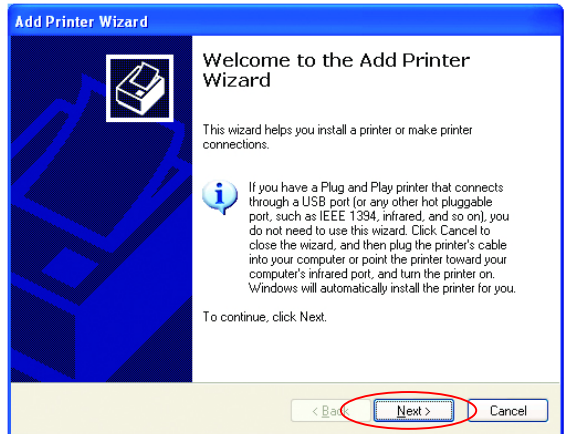 Add Printer Wizard
Welcome to the Add Printer
Wizard
This wizard helps you install a printer or make printer
connections.
If you have a Plug and Play printer that connects
through a USB port (or any other hot pluggable
port, such as IEEE 1394, infrared, and so on), you
do not need to use this wizard. Click Cancel to
close the wizard, and then plug the printer's cable
into your computer or point the printer toward your
computer's infrared port, and turn the printer on.
Windows will automatically install the printer for you.
To continue, click Next.
< Back Next > Cancel